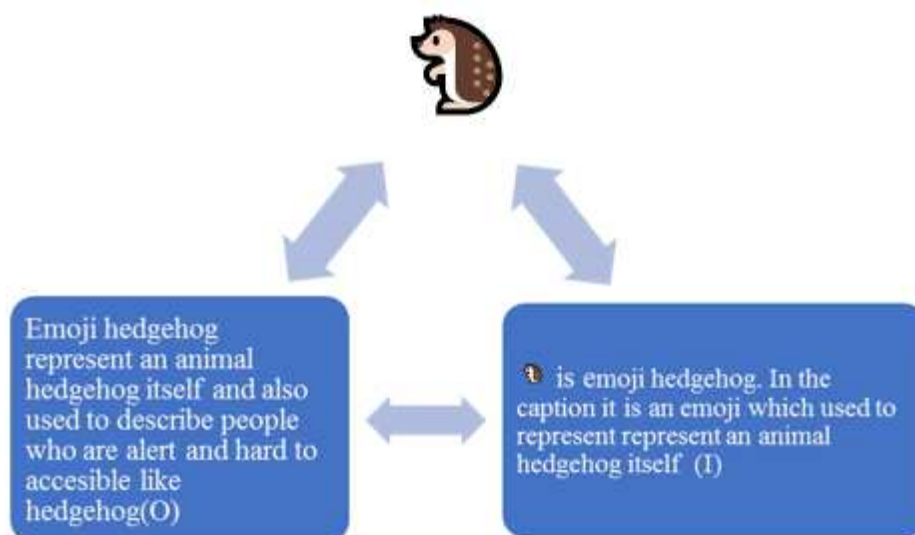 Emoji hedgehog
represent an animal
hedgehog itself and also
used to describe people
who are alert and hard to
accesible like
hedgehog(O)
🦔 is emoji hedgehog. In the
caption it is an emoji which used to
represent represent an animal
hedgehog itself (I)